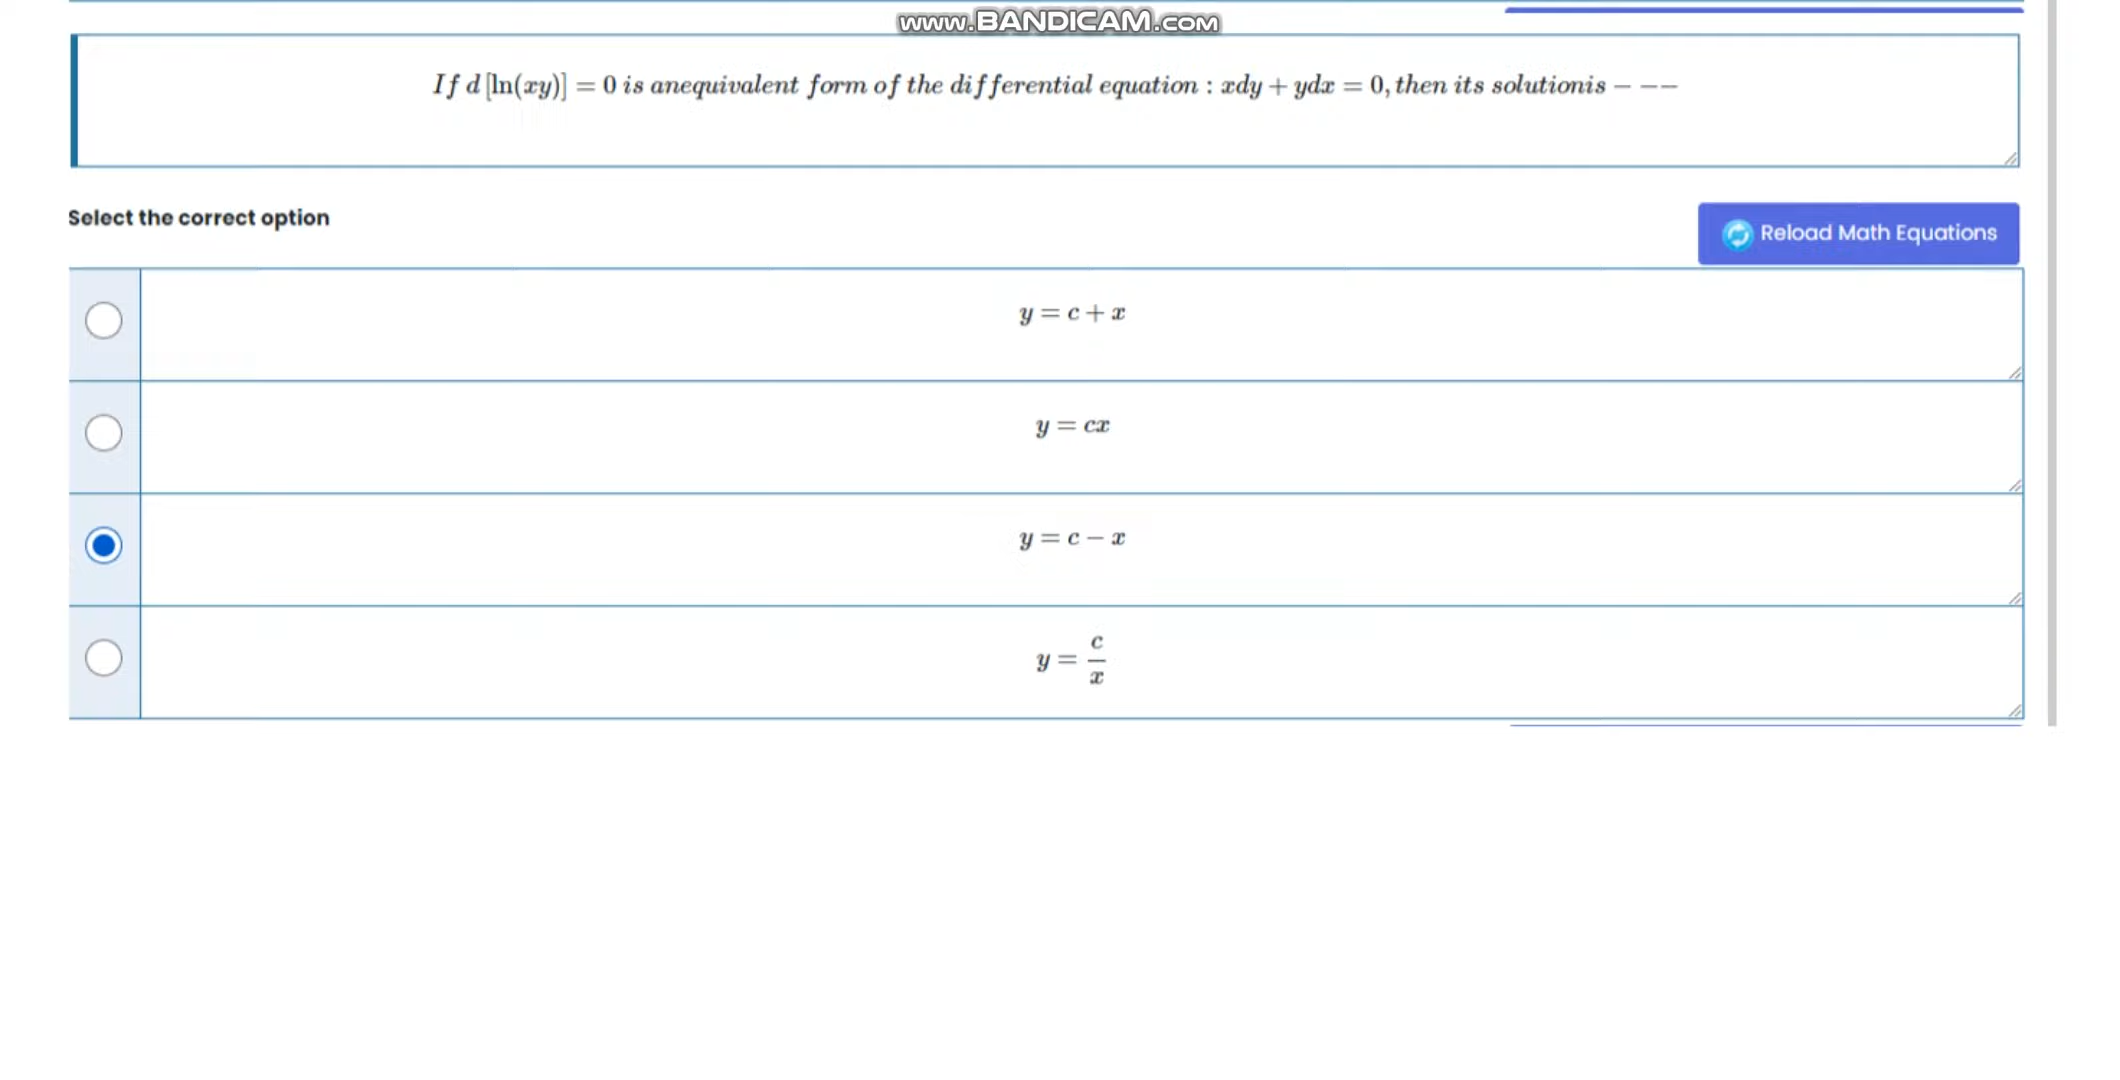 www.BANDICAM.com
If d [ln(xy)] = 0 is anequivalent form of the differential equation : xdy + ydx = 0, then its solutionis − −−
Select the correct option
Reload Math Equations
y = c + x
y = cx
y = c − x
y = c/x